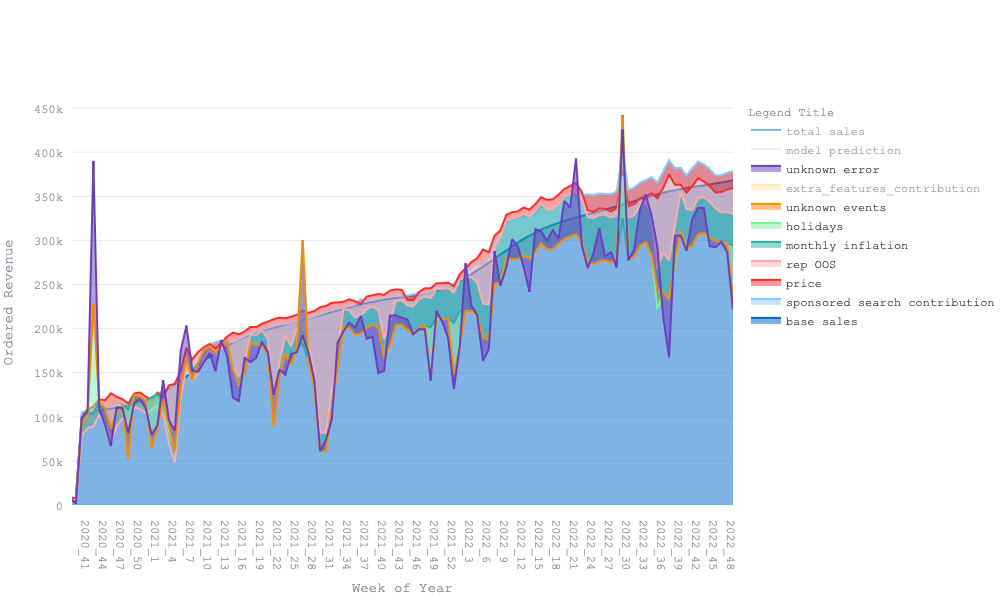 450k
400k
350k
300k
250k
200k
150k
100k
50k
0
Oreered Revenue
2020_41
2020_44
2020_47
2020_50
2021_1
2021_4
2021_7
2021_10
2021_13
2021_16
2021_19
2021_22
2021_25
2021_28
2021_31
2021_34
2021_37
2021_40
2021_43
2021_46
2021_49
2021_52
2022_3
2022_6
2022_9
2022_12
2022_15
2022_18
2022_21
2022_24
2022_27
2022_30
2022_33
2022_36
2022_39
2022_42
2022_45
2022_48
Week of Year
Legend Title
total sales
model prediction
unknown error
extra_features_contribution
unknown events
holidays
monthly inflation
rep OOS
price
sponsored search contribution
base sales